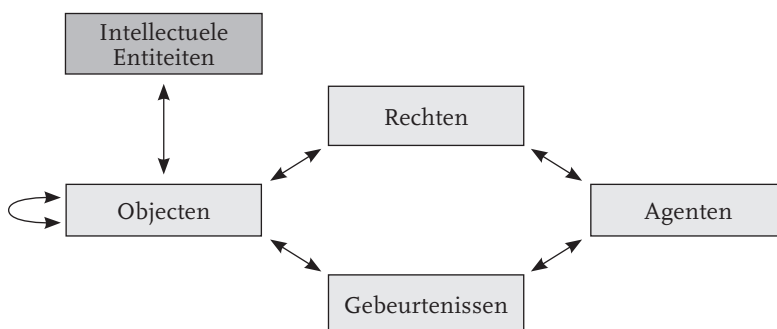 Intellectuele
Entiteiten
Rechten
Objecten
Agenten
Gebeurtenissen